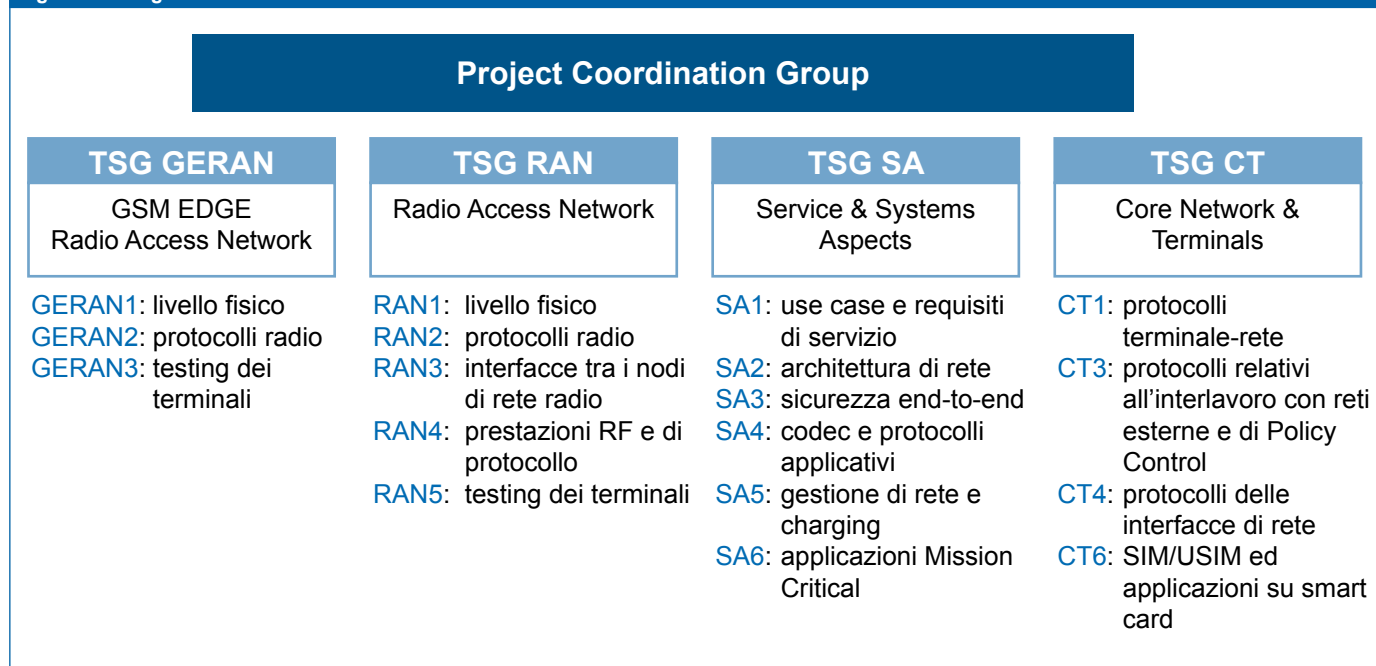 Project Coordination Group
TSG GERAN
GSM EDGE
Radio Access Network
GERAN1: livello fisico
GERAN2: protocolli radio
GERAN3: testing dei
terminali
TSG RAN
Radio Access Network
RAN1: livello fisico
RAN2: protocolli radio
RAN3: interfacce tra i nodi
di rete radio
RAN4: prestazioni RF e di
protocollo
RAN5: testing dei terminali
TSG SA
Service & Systems
Aspects
SA1: use case e requisiti
di servizio
SA2: architettura di rete
SA3: sicurezza end-to-end
SA4: codec e protocolli
applicativi
SA5: gestione di rete e
charging
SA6: applicazioni Mission
Critical
TSG CT
Core Network &
Terminals
CT1: protocolli
terminale-rete
CT3: protocolli relativi
all’interlavoro con reti
esterne e di Policy
Control
CT4: protocolli delle
interfacce di rete
CT6: SIM/USIM ed
applicazioni su smart
card